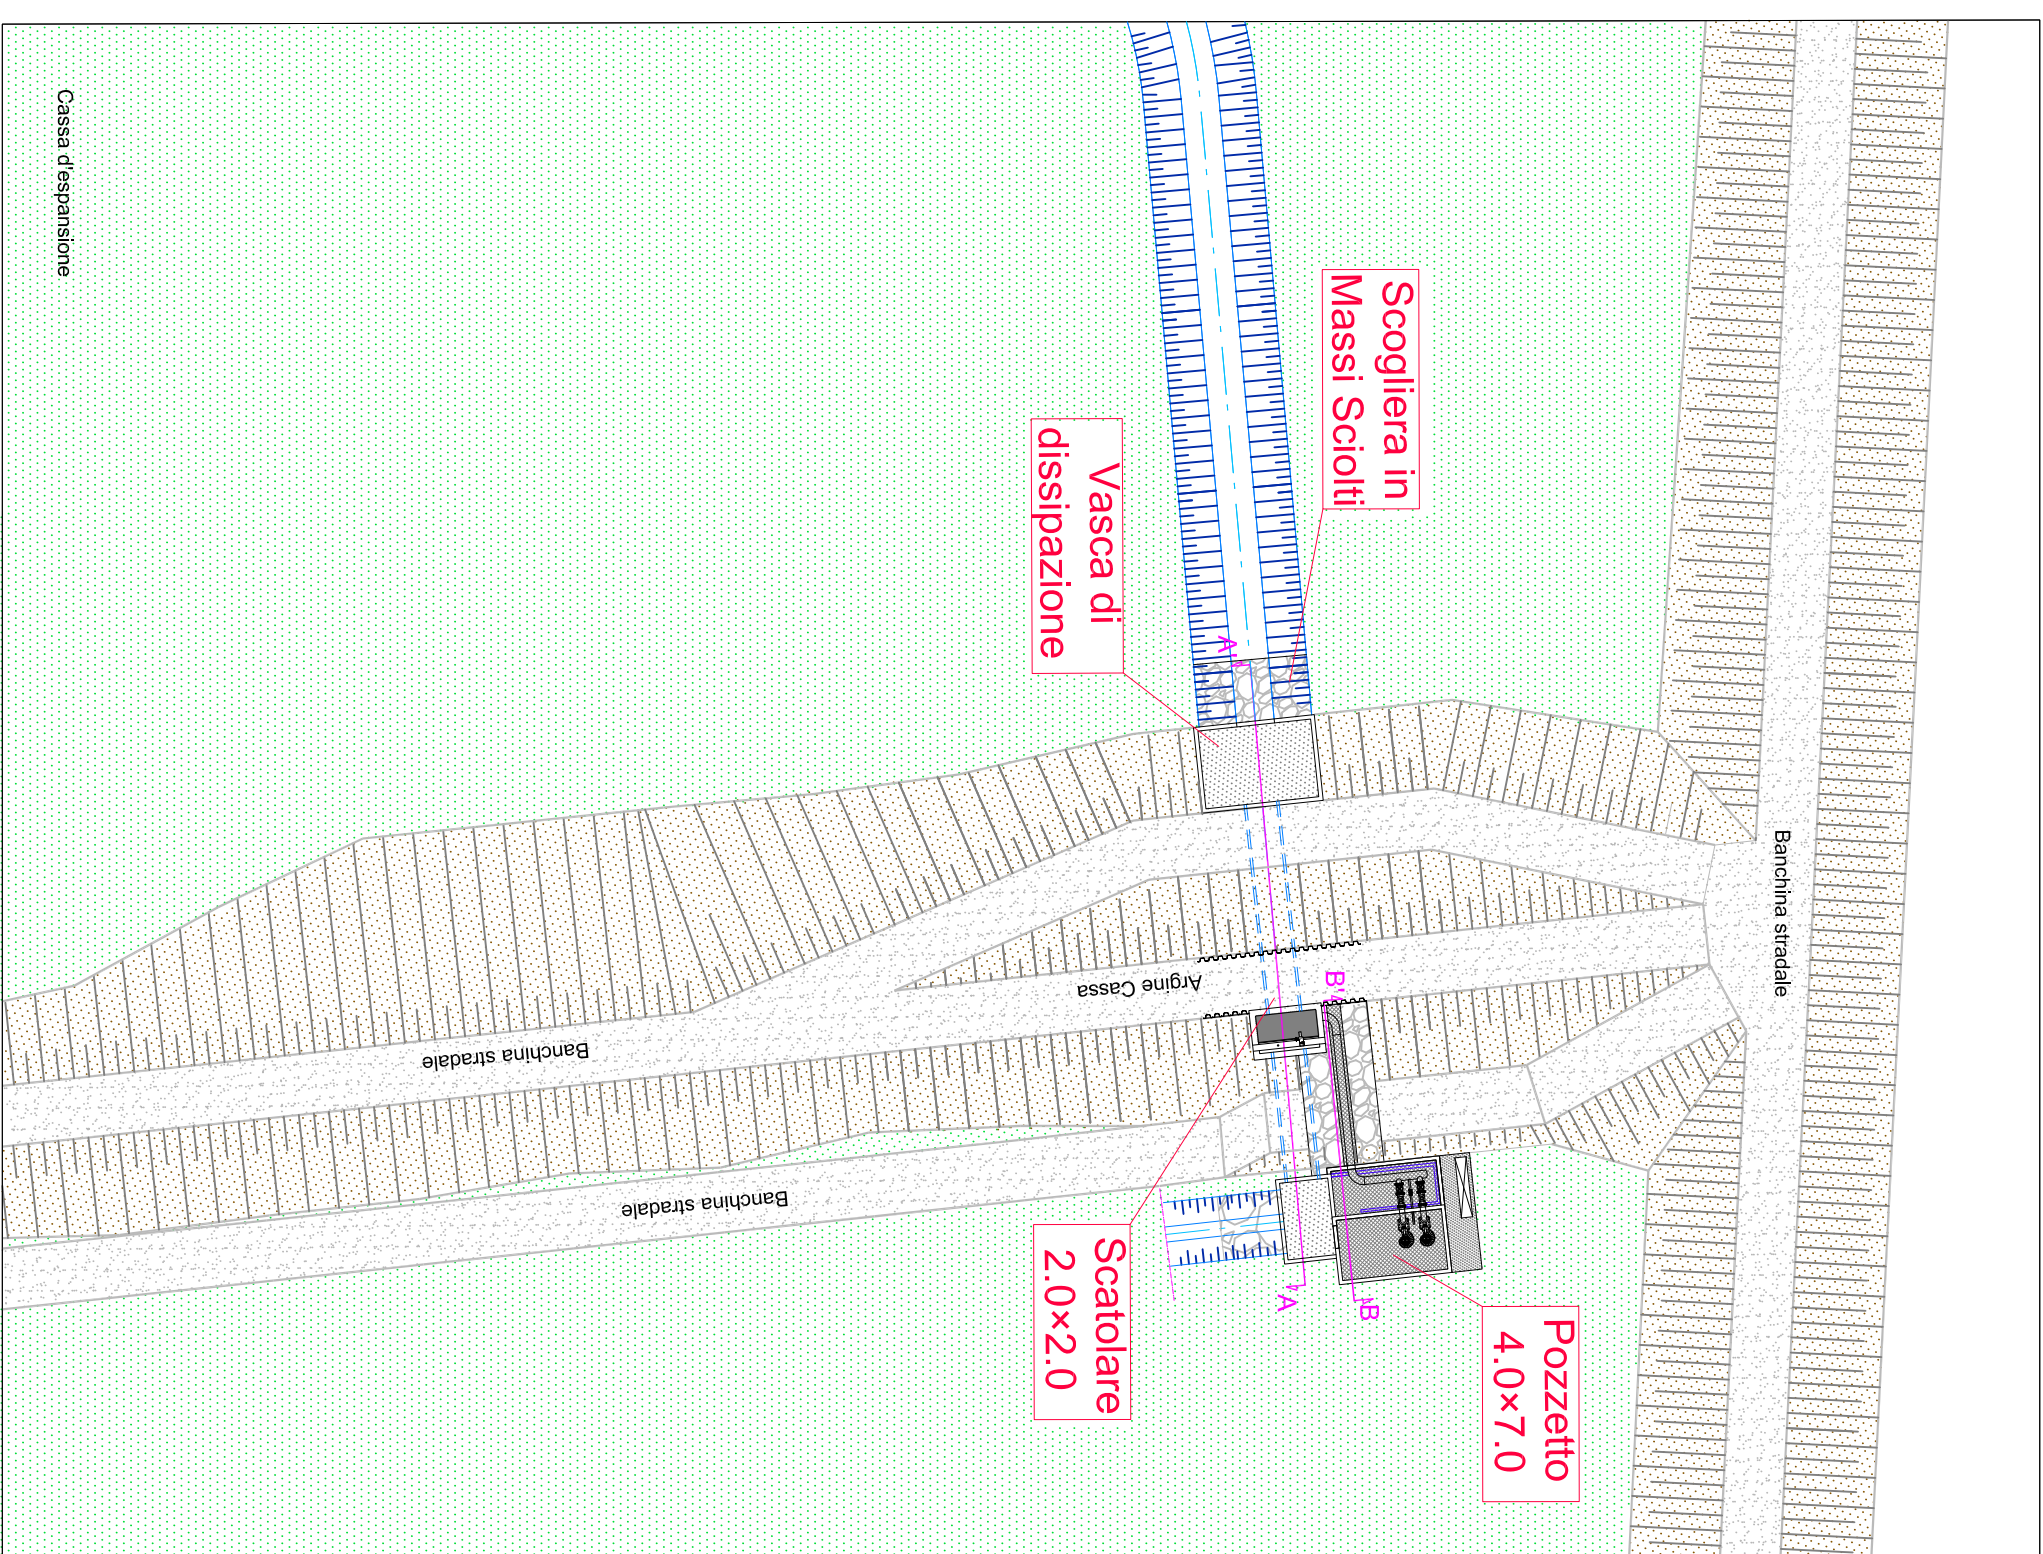 Cassa d'espansione
Scogliera in
Massi Sciolti
Vasca di
dissipazione
A'
Banchina stradale
Argine Cassa
B'
Banchina stradale
Banchina stradale
A
B
Scatolare
2.0×2.0
Pozzetto
4.0×7.0